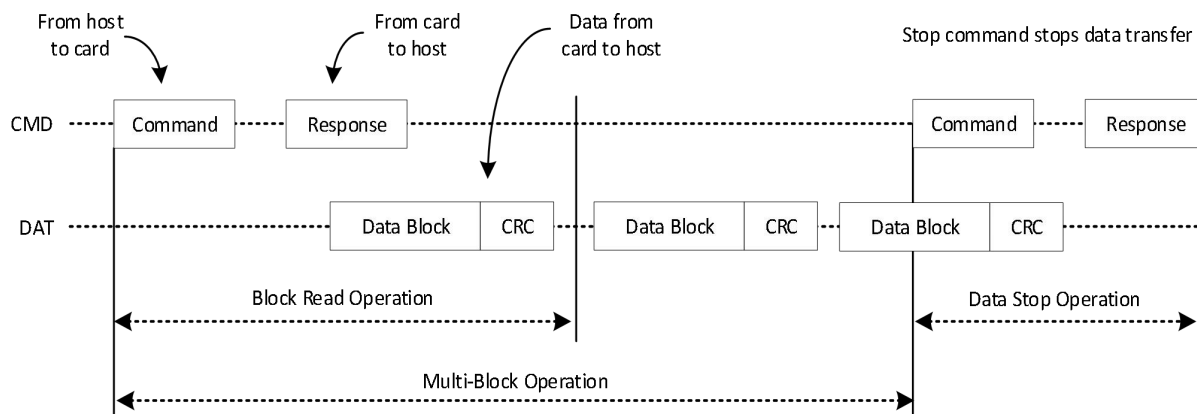 From host
to card
From card
to host
Data from
card to host
Stop command stops data transfer
CMD
Command
Response
Command
Response
DAT
Data Block
CRC
Data Block
CRC
Data Block
CRC
Block Read Operation
Data Stop Operation
Multi-Block Operation